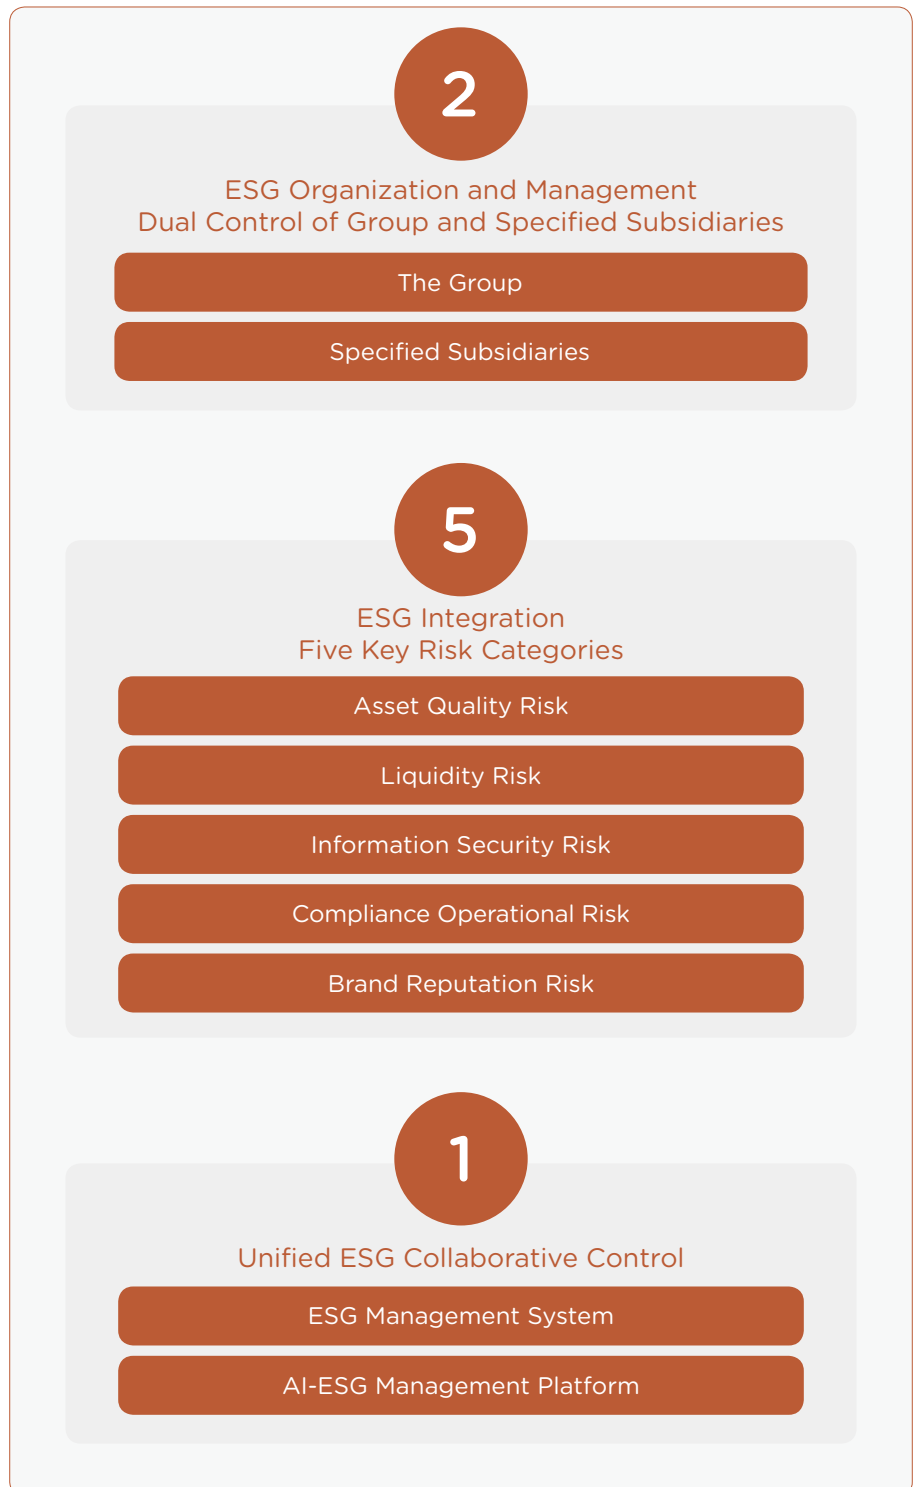 2
ESG Organization and Management
Dual Control of Group and Specified Subsidiaries
The Group
Specified Subsidiaries
5
ESG Integration
Five Key Risk Categories
Asset Quality Risk
Liquidity Risk
Information Security Risk
Compliance Operational Risk
Brand Reputation Risk
1
Unified ESG Collaborative Control
ESG Management System
AI-ESG Management Platform